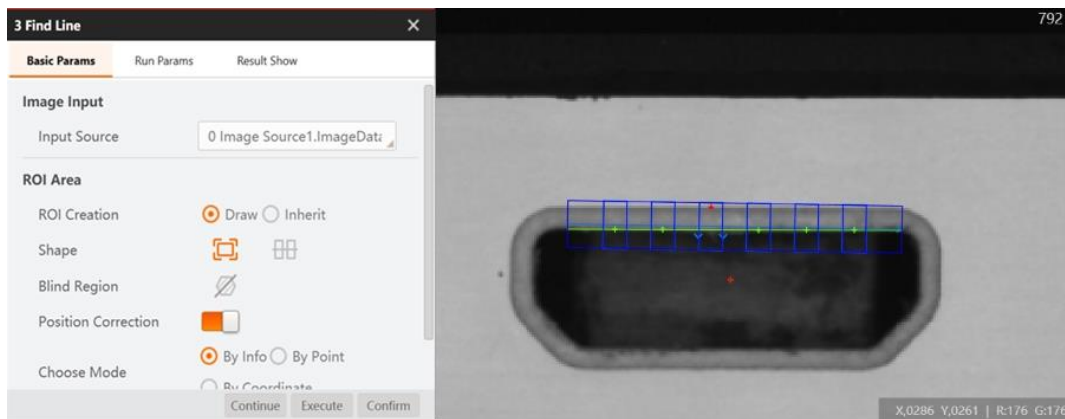 3 Find Line
Basic Params Run Params Result Show
Image Input
Input Source 0 Image Source1.ImageData
ROI Area
ROI Creation Draw Inherit
Shape
Blind Region
Position Correction
Choose Mode By Info By Point
By Coordinate
Continue Execute Confirm
792
X,0286 Y,0261 | R:176 G:176